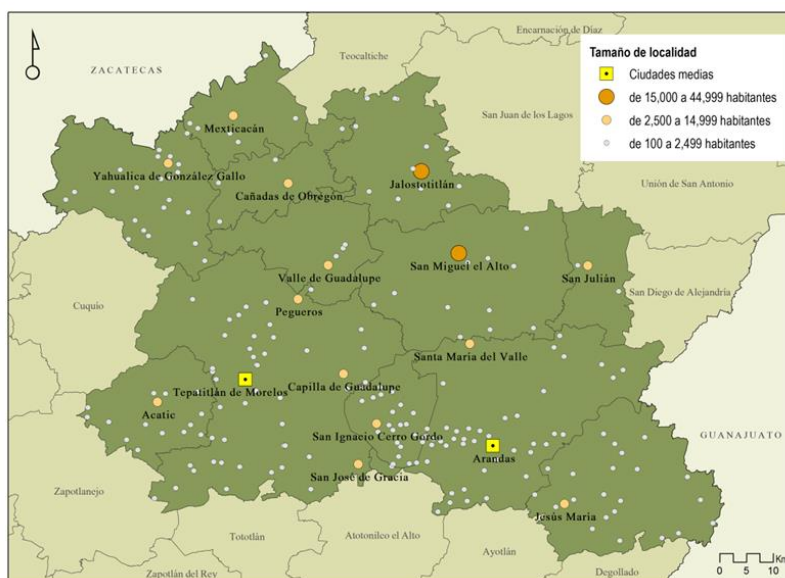 Encarnación de Díaz
Tamaño de localidad
Ciudades medias
de 15,000 a 44,999 habitantes
de 2,500 a 14,999 habitantes
de 100 a 2,499 habitantes
Teocaltiche
ZACATECAS
San Juan de los Lagos
Mexticacán
Yahualica de González Gallo
Jalostotitlán
Cañadas de Obregón
Unión de San Antonio
San Miguel el Alto
Valle de Guadalupe
San Julián
San Diego de Alejandria
Cuquío
Pegueros
Santa María del Valle
Capilla de Guadalupe
Tepatitlán de Morelos
Acatic
San Ignacio Cerro Gordo
GUANAJUATO
Arandas
San José de Gracia
Zapotlanejo
Jesús María
Tototlán
Atotonilco el Alto
Ayotlán
Zapotlán del Rey
Degollado
Km
0 5 10